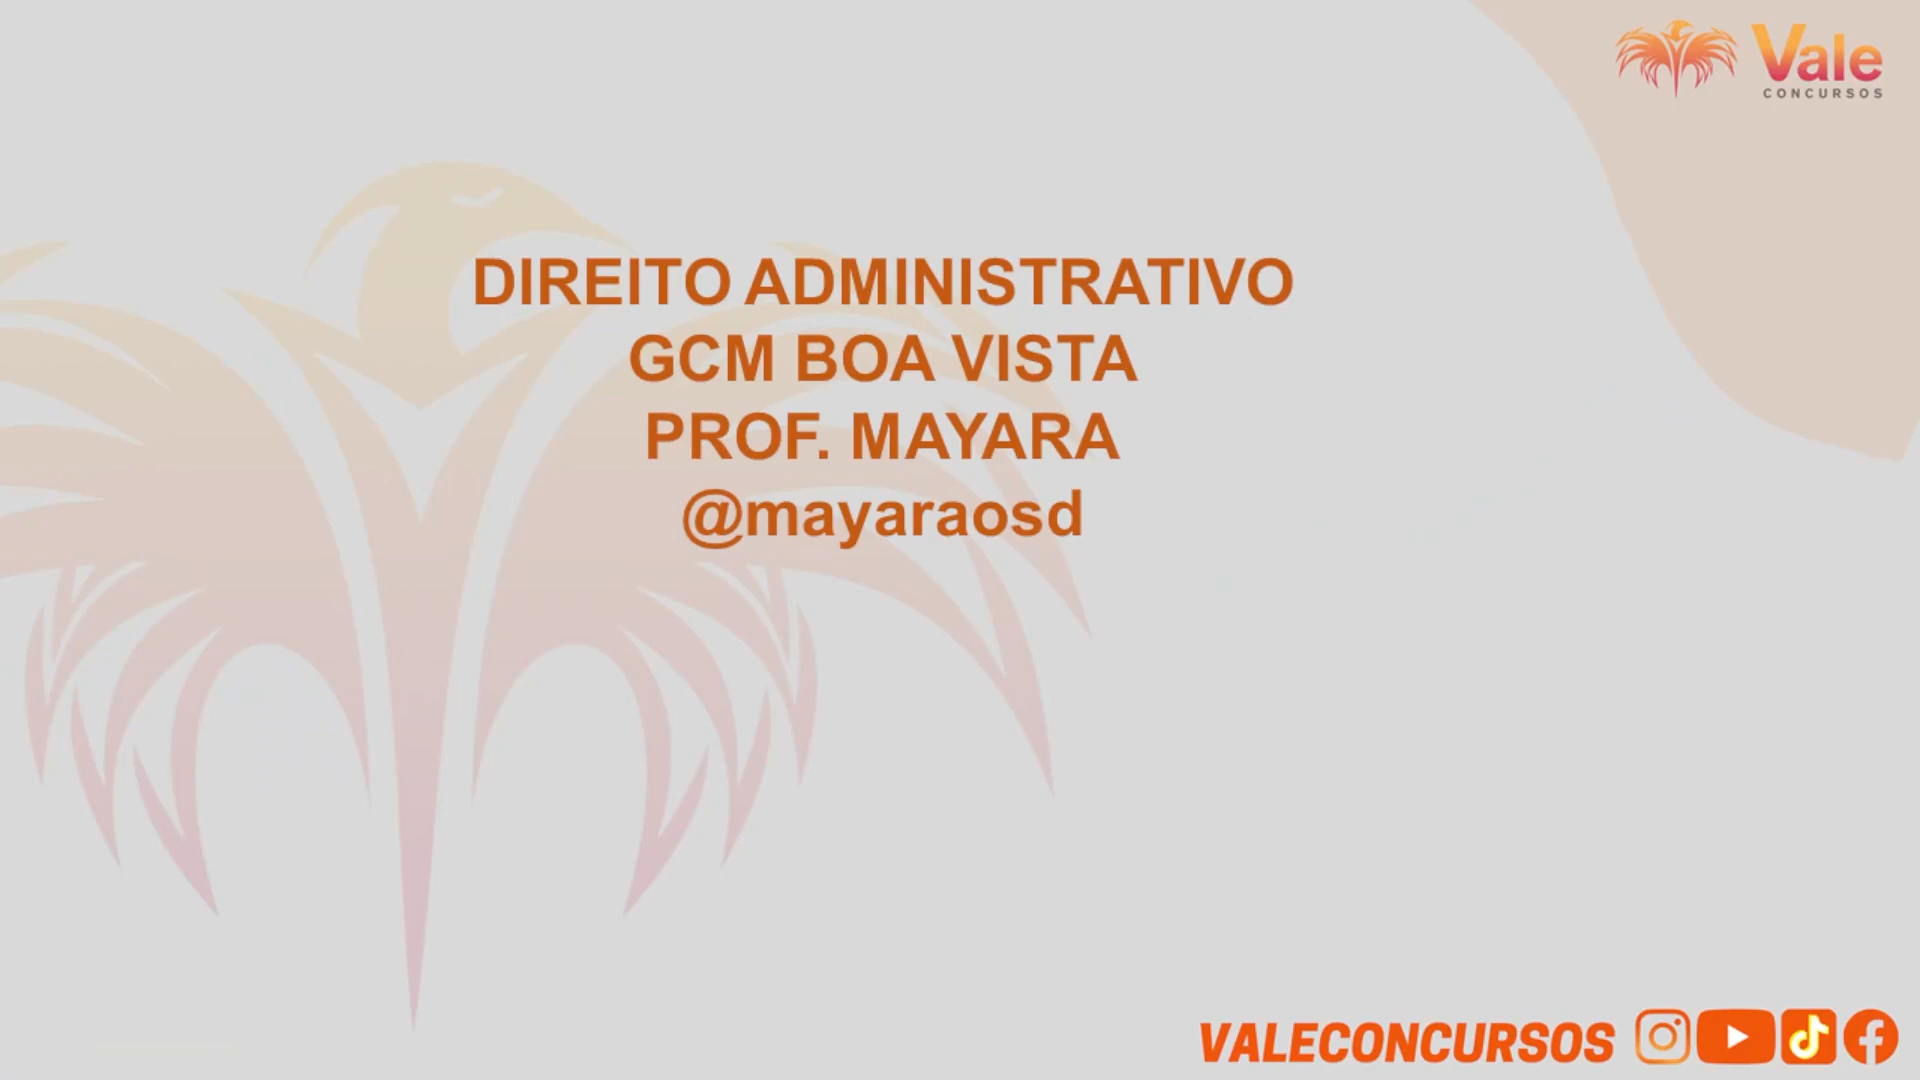 Vale
CONCURSOS
DIREITO ADMINISTRATIVO
GCM BOA VISTA
PROF. MAYARA
@mayaraosd
VALECONCURSOS